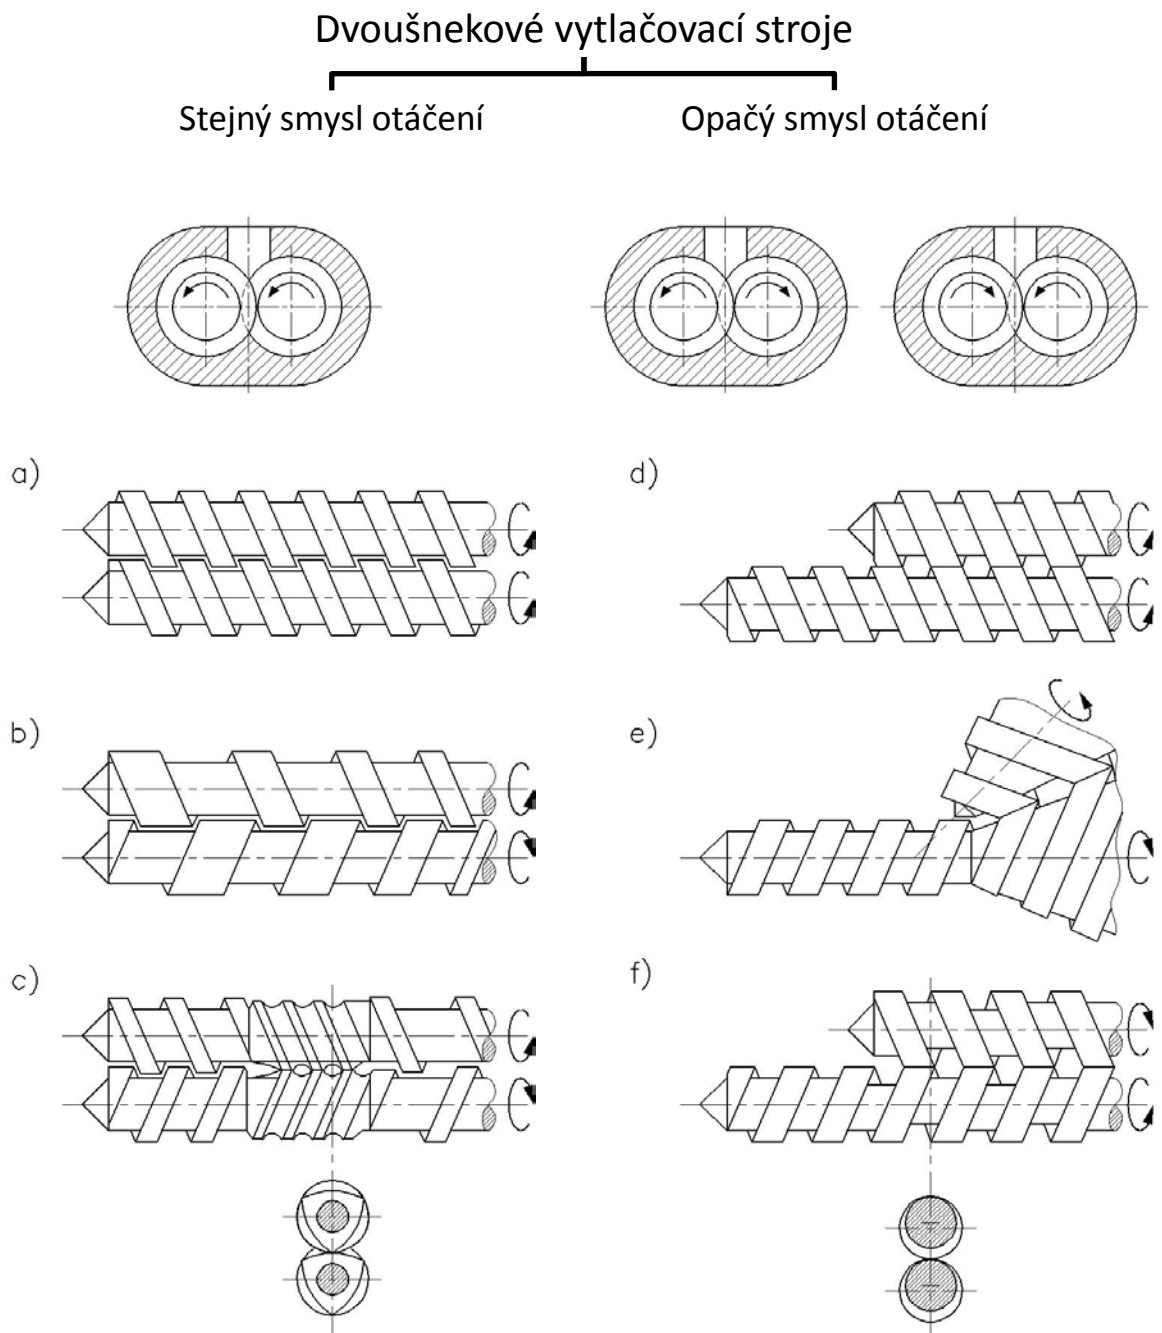 Dvoušnekové vytlačovací stroje
Stejný smysl otáčení
Opačý smysl otáčení
a)
d)
b)
e)
c)
f)